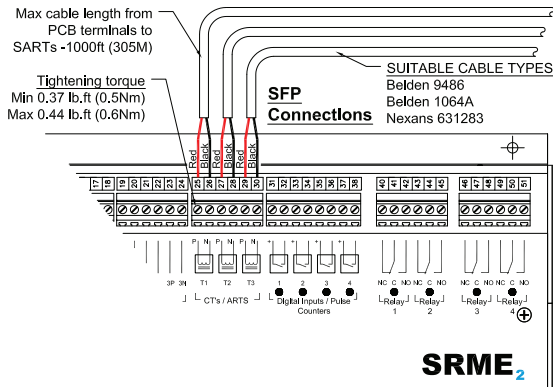 Max cable length from
PCB terminals to
SARTs -1000ft (305M)
Tightening torque
Min 0.37 lb.ft (0.5Nm)
Max 0.44 lb.ft (0.6Nm)
SFP
Connections
SUITABLE CABLE TYPES
Belden 9486
Belden 1064A
Nexans 631283
Red Black Red Black Red Black
17 18 19 20 21 22 23 24 25 26 27 28 29 30 31 32 33 34 35 36 37 38 40 41 42 43 44 45 46 47 48 49 50 51
P N P N P N + + + +
3P 3N T1 T2 T3 1 2 3 4 NC C NO NC C NO NC C NO NC C NO
CT's / ARTS
Digital Inputs / Pulse
Counters
Relay Relay Relay Relay
1 2 3 4
SRME2